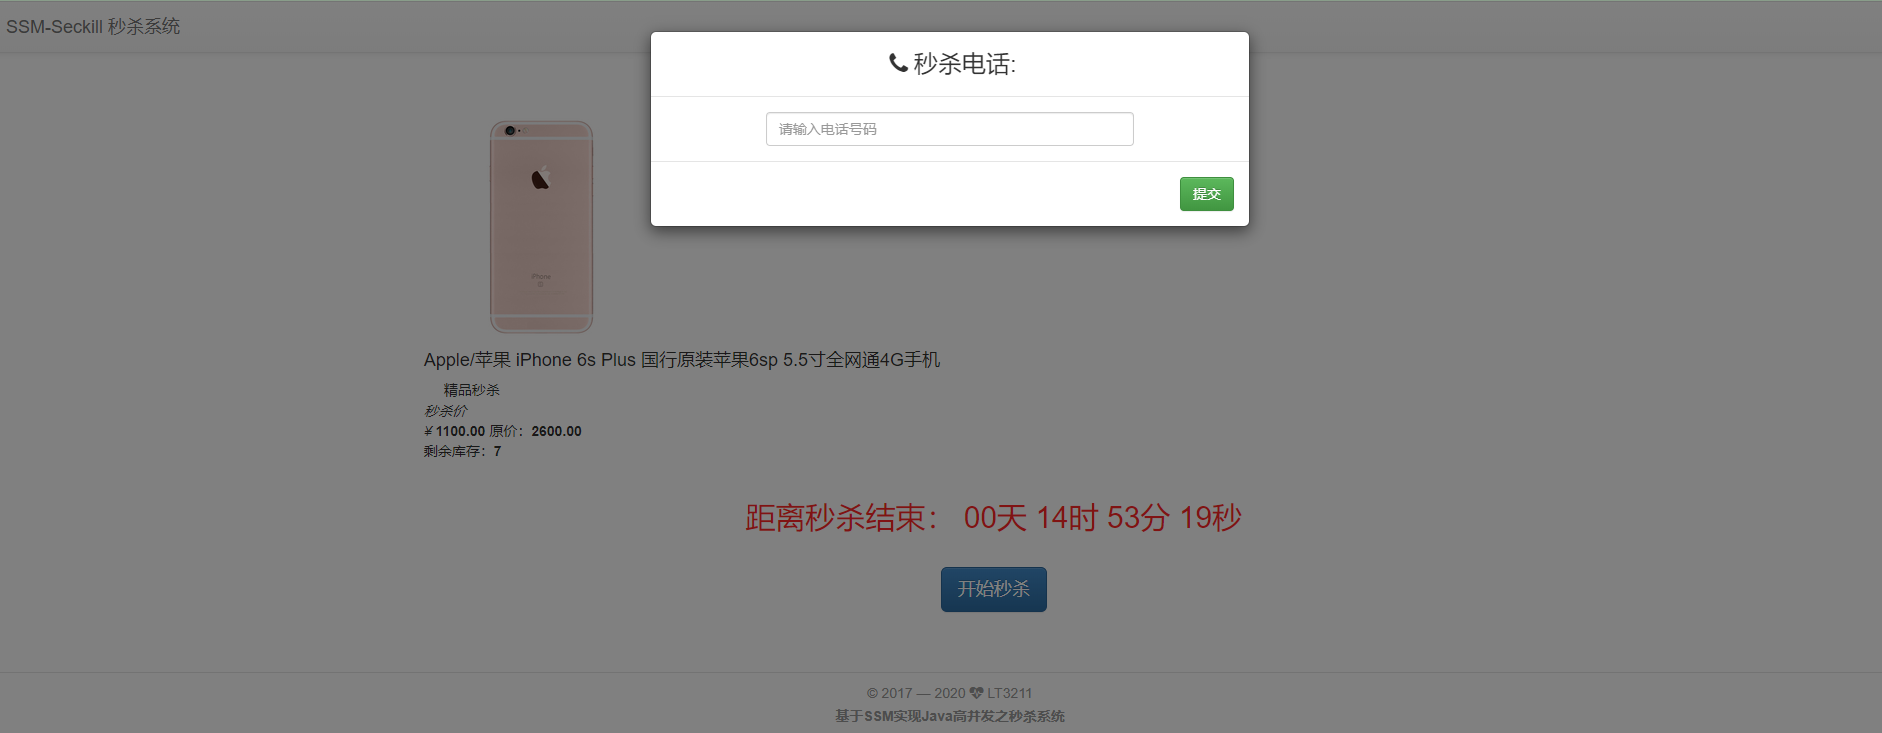 SSM-Seckill 秒杀系统
秒杀电话:
请输入电话号码
提交
iPhone
Apple/苹果 iPhone 6s Plus 国行原装苹果6sp 5.5寸全网通4G手机
精品秒杀
秒杀价
￥1100.00 原价：2600.00
剩余库存：7
距离秒杀结束： 00天 14时 53分 19秒
开始秒杀
© 2017 — 2020 LT3211
基于SSM实现Java高并发之秒杀系统